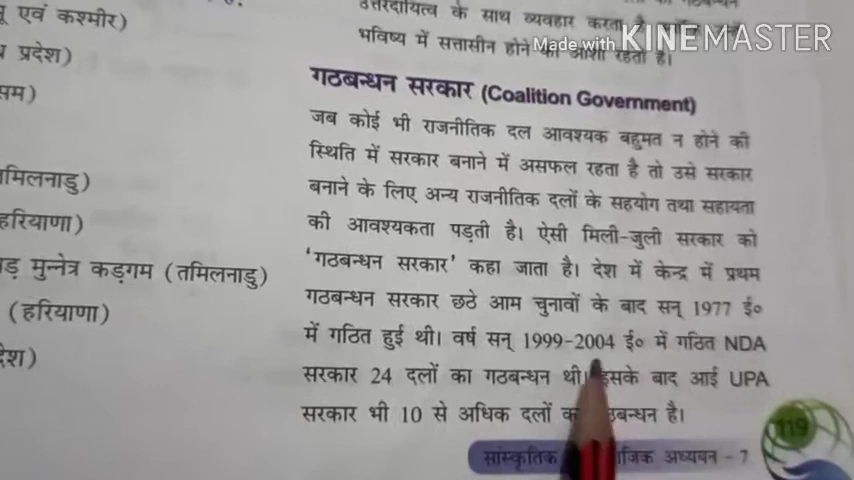 एवं कश्मीर)
प्रदेश)
तमिलनाडु)
हरियाणा)
मुन्नेत्र कड़गम (तमिलनाडु)
(हरियाणा)
उत्तरदायित्व के साथ व्यवहार करता है
भविष्य में सत्तासीन होने की आशा रहता है।
Made with KINEMASTER
गठबन्धन सरकार (Coalition Government)
जब कोई भी राजनीतिक दल आवश्यक बहुमत न होने की
स्थिति में सरकार बनाने में असफल रहता है तो उसे सरकार
बनाने के लिए अन्य राजनीतिक दलों के सहयोग तथा सहायता
की आवश्यकता पड़ती है। ऐसी मिली-जुली सरकार को
'गठबन्धन सरकार' कहा जाता है। देश में केन्द्र में प्रथम
गठबन्धन सरकार छठे आम चुनावों के बाद सन् 1977 ई०
में गठित हुई थी। वर्ष सन् 1999-2004 ई० में गठित NDA
सरकार 24 दलों का गठबन्धन थी। इसके बाद आई UPA
सरकार भी 10 से अधिक दलों का गठबन्धन है।
सांस्कृतिक अध्ययन - 7
119